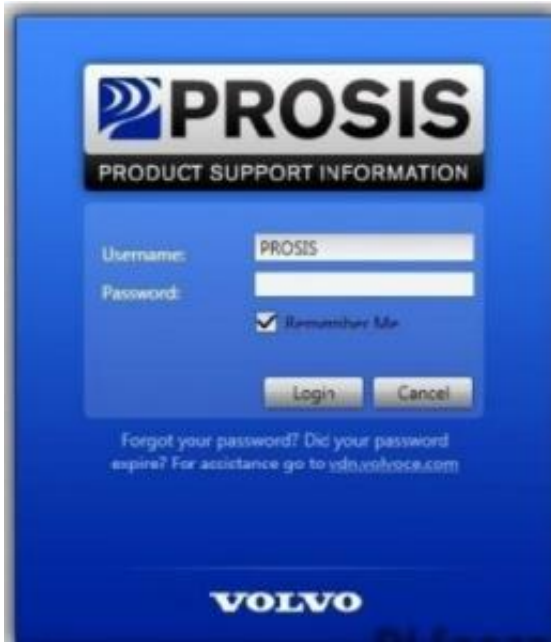 PROSIS
PRODUCT SUPPORT INFORMATION
Username: PROSIS
Password:
Remember Me
Login Cancel
Forgot your password? Did your password
expire? For assistance go to vdn.volvoce.com
VOLVO